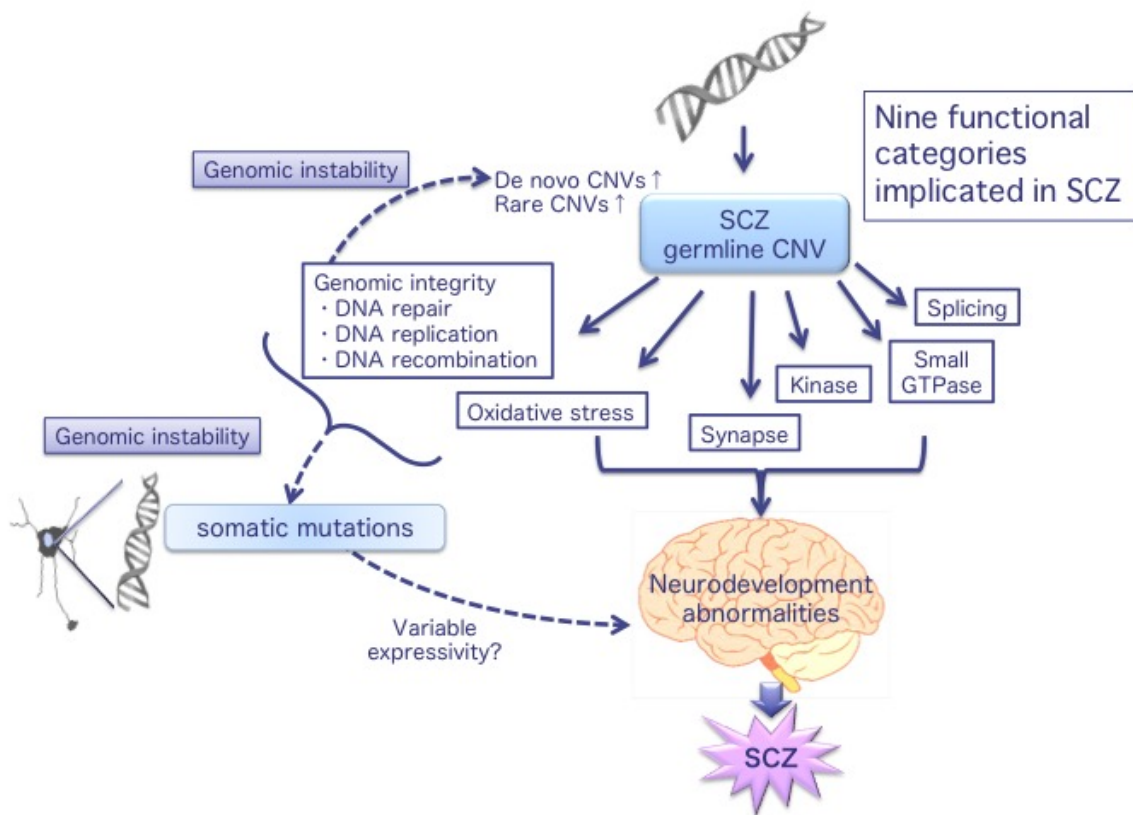 Nine functional
categories
implicated in SCZ
Genomic instability
De novo CNVs↑
Rare CNVs↑
SCZ
germline CNV
Genomic integrity
・DNA repair
・DNA replication
・DNA recombination
Splicing
Small
GTPase
Kinase
Oxidative stress
Synapse
Genomic instability
somatic mutations
Neurodevelopment
abnormalities
Variable
expressivity?
SCZ